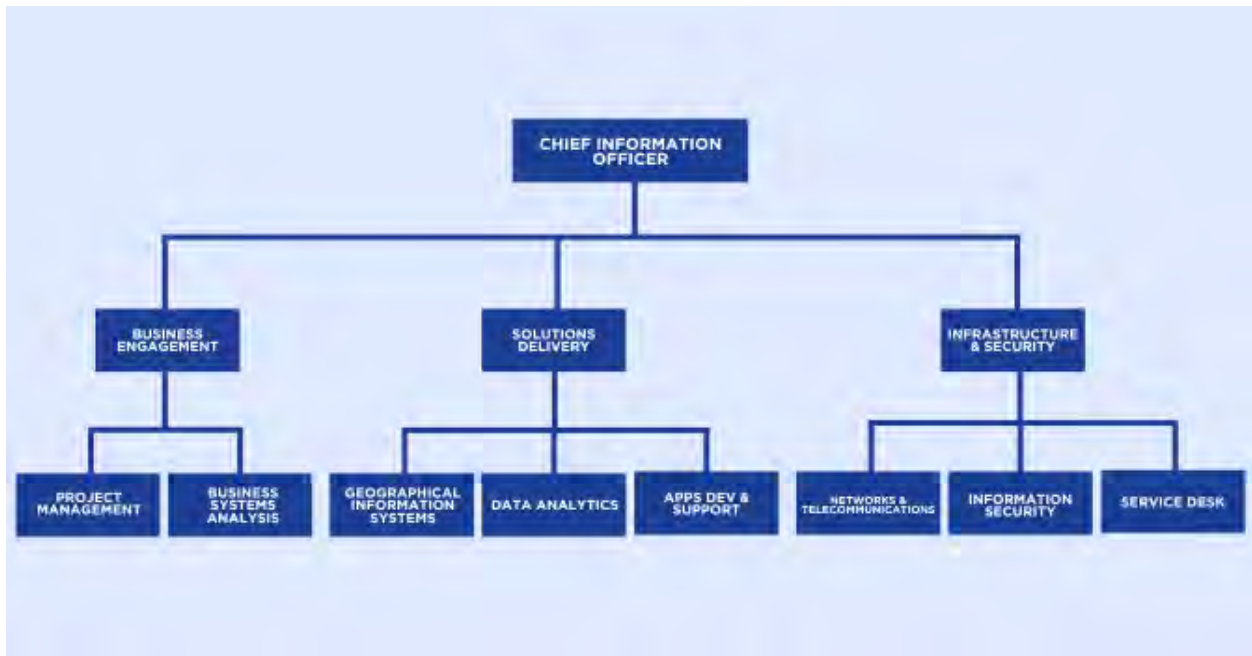 CHIEF INFORMATION
OFFICER
BUSINESS
ENGAGEMENT
SOLUTIONS
DELIVERY
INFRASTRUCTURE
& SECURITY
PROJECT
MANAGEMENT
BUSINESS
SYSTEMS
ANALYSIS
GEOGRAPHICAL
INFORMATION
SYSTEMS
DATA ANALYTICS
APPS DEV &
SUPPORT
NETWORKS &
TELECOMMUNICATIONS
INFORMATION
SECURITY
SERVICE DESK